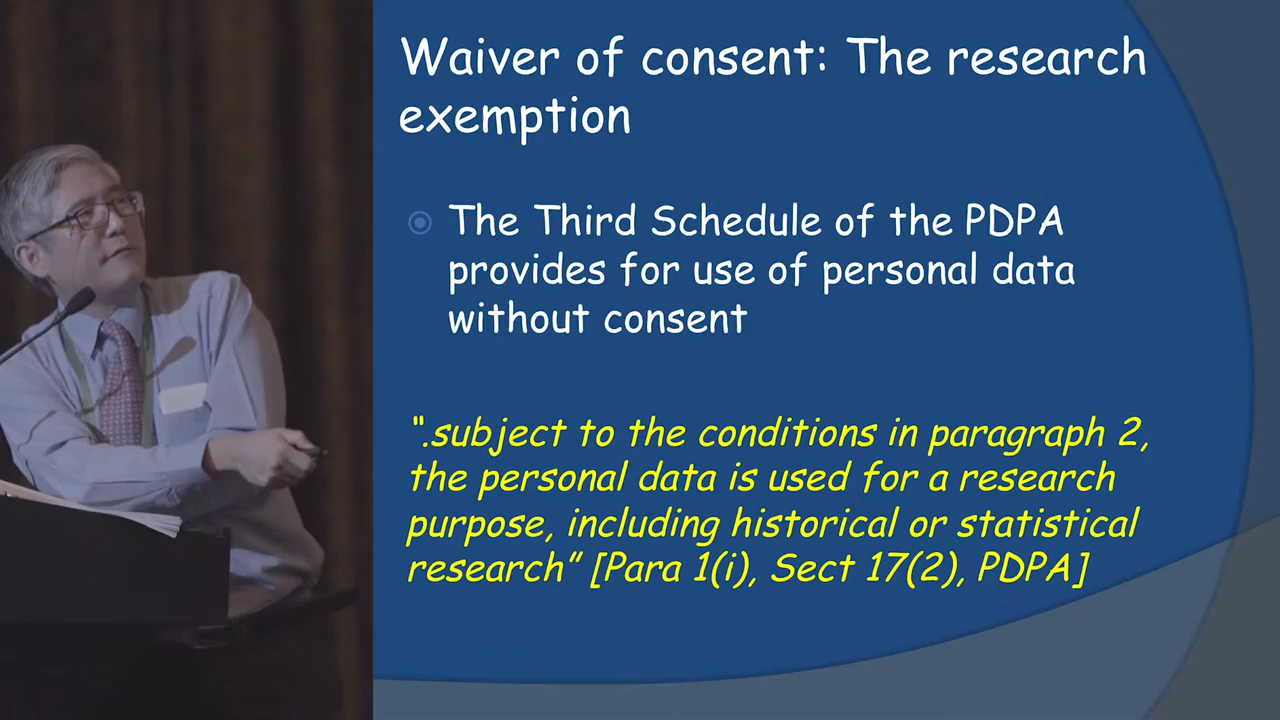 Waiver of consent: The research
exemption
The Third Schedule of the PDPA
provides for use of personal data
without consent
“.subject to the conditions in paragraph 2,
the personal data is used for a research
purpose, including historical or statistical
research” [Para 1(i), Sect 17(2), PDPA]